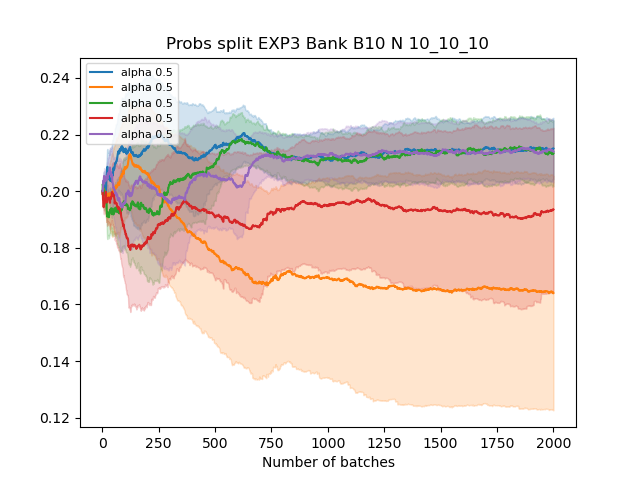 Probs split EXP3 Bank B10 N 10_10_10
alpha 0.5
alpha 0.5
alpha 0.5
alpha 0.5
alpha 0.5
0.24
0.22
0.20
0.18
0.16
0.14
0.12
0 250 500 750 1000 1250 1500 1750 2000
Number of batches